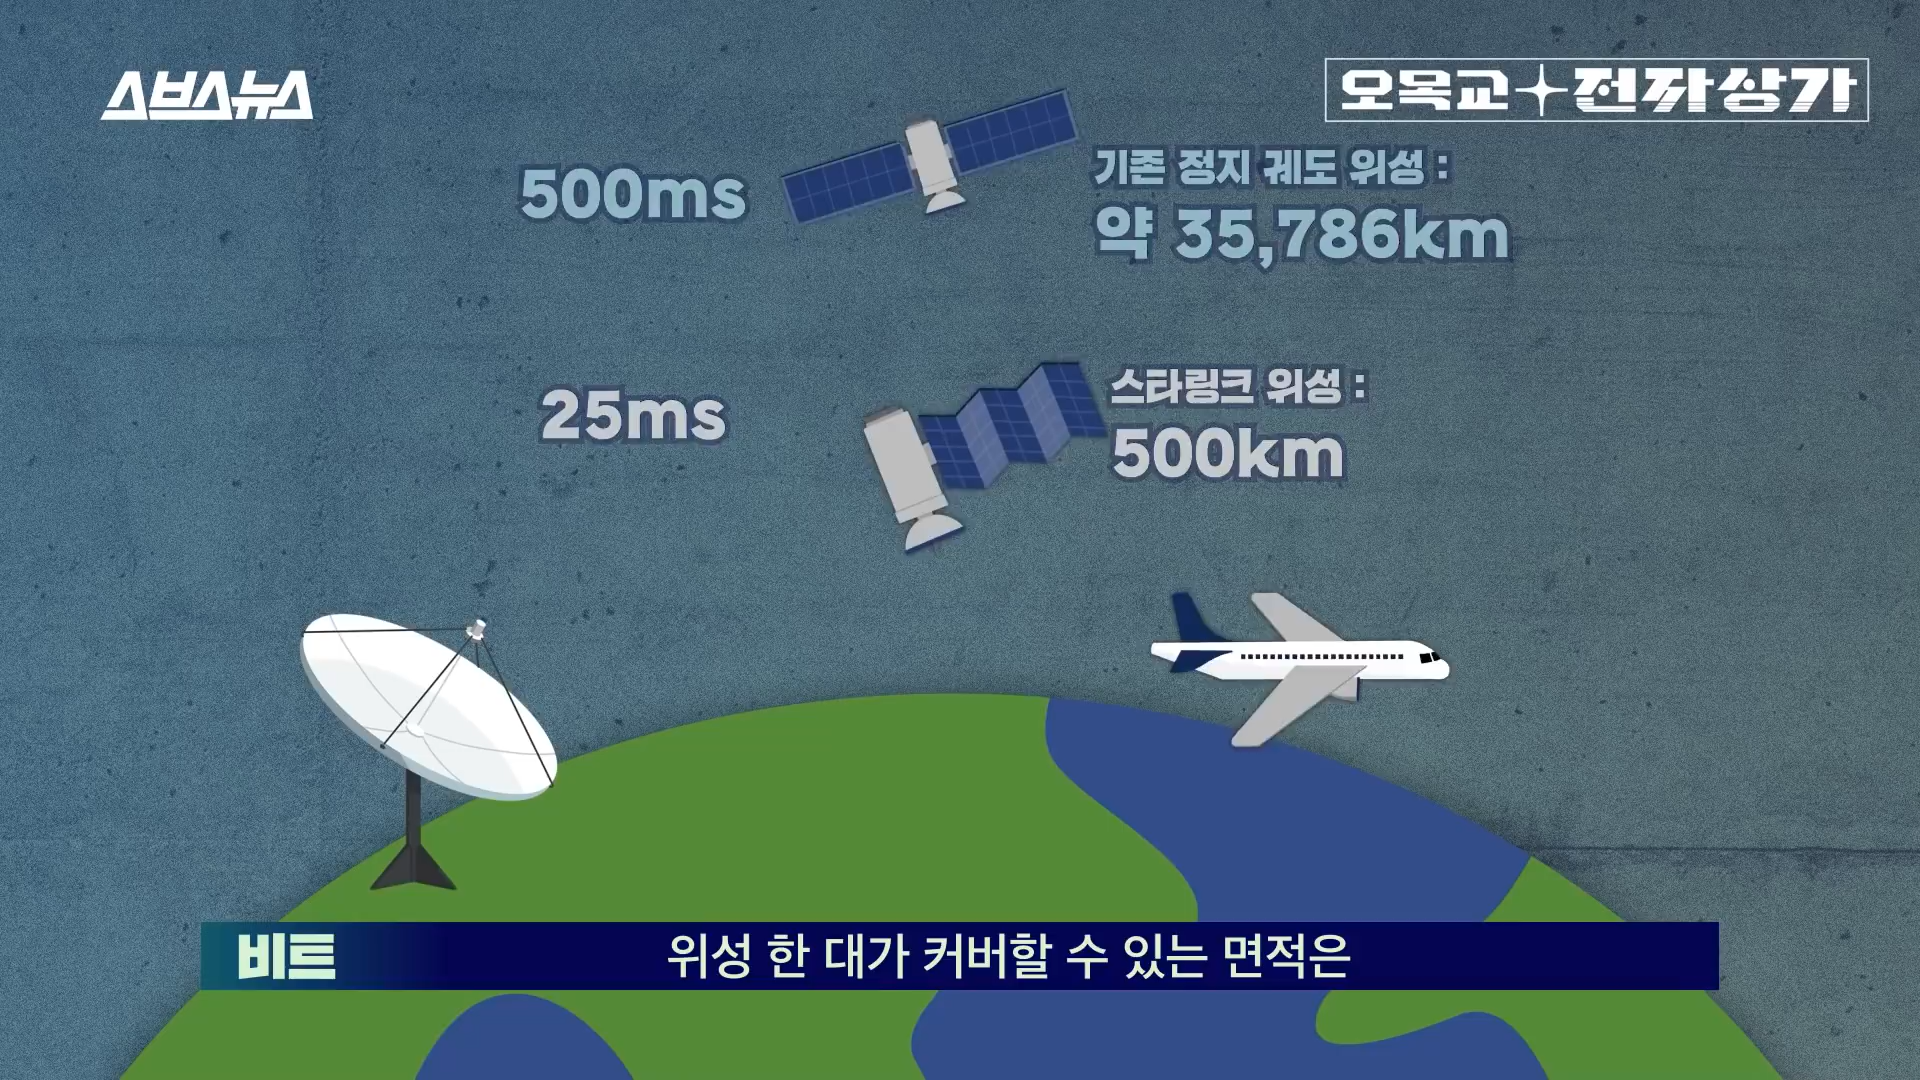 스브스뉴스
오목교 전자상가
500ms
기존 정지 궤도 위성 :
약 35,786km
25ms
스타링크 위성 :
500km
비트
위성 한 대가 커버할 수 있는 면적은